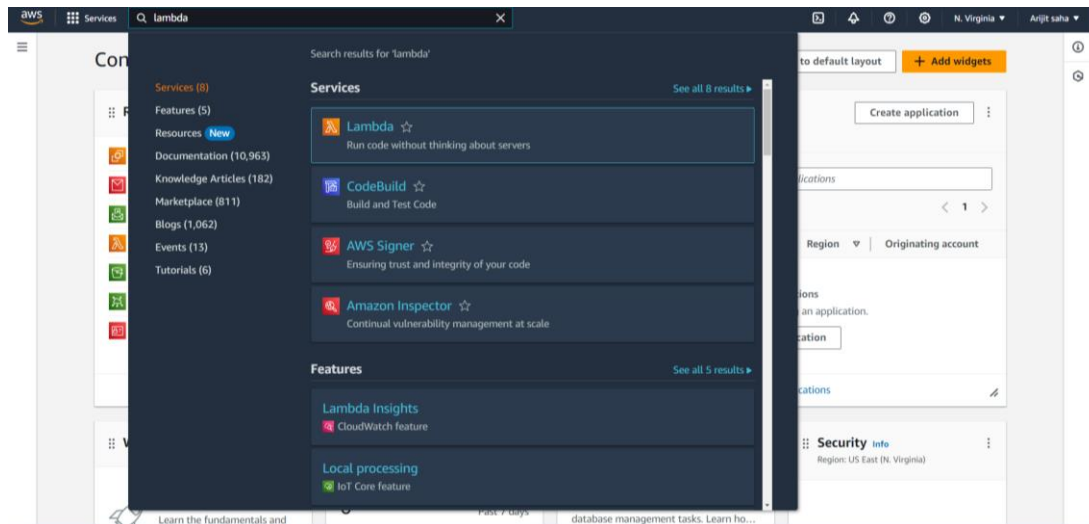 aws
Services
lambda
N. Virginia ▼
Arijit saha ▼
Con
to default layout
+ Add widgets
Search results for 'lambda'
Services (8)
Features (5)
Resources New
Documentation (10,963)
Knowledge Articles (182)
Marketplace (811)
Blogs (1,062)
Events (13)
Tutorials (6)
Services
See all 8 results ▶
Lambda
Run code without thinking about servers
CodeBuild
Build and Test Code
AWS Signer
Ensuring trust and integrity of your code
Amazon Inspector
Continual vulnerability management at scale
Features
See all 5 results ▶
Lambda Insights
CloudWatch feature
Local processing
IoT Core feature
Create application
lications
1
Region
Originating account
ions
an application.
cation
cations
Security Info
Region: US East (N. Virginia)
Learn the fundamentals and
Past 7 days
database management tasks. Learn ho...